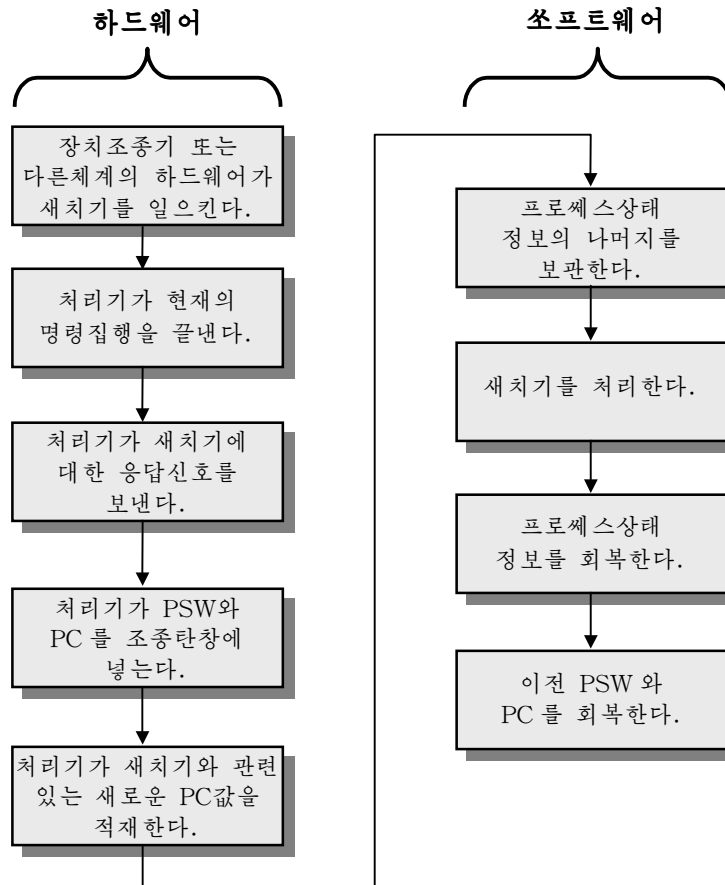 하드웨어
장치조종기 또는
다른체계의 하드웨어가
새치기를 일으킨다.
처리기가 현재의
명령집행을 끝낸다.
처리기가 새치기에
대한 응답신호를
보낸다.
처리기가 PSW와
PC 를 조종탄창에
넣는다.
처리기가 새치기와 관련
있는 새로운 PC값을
적재한다.
쏘프트웨어
프로쎄스상태
정보의 나머지를
보관한다.
새치기를 처리한다.
프로쎄스상태
정보를 회복한다.
이전 PSW 와
PC 를 회복한다.